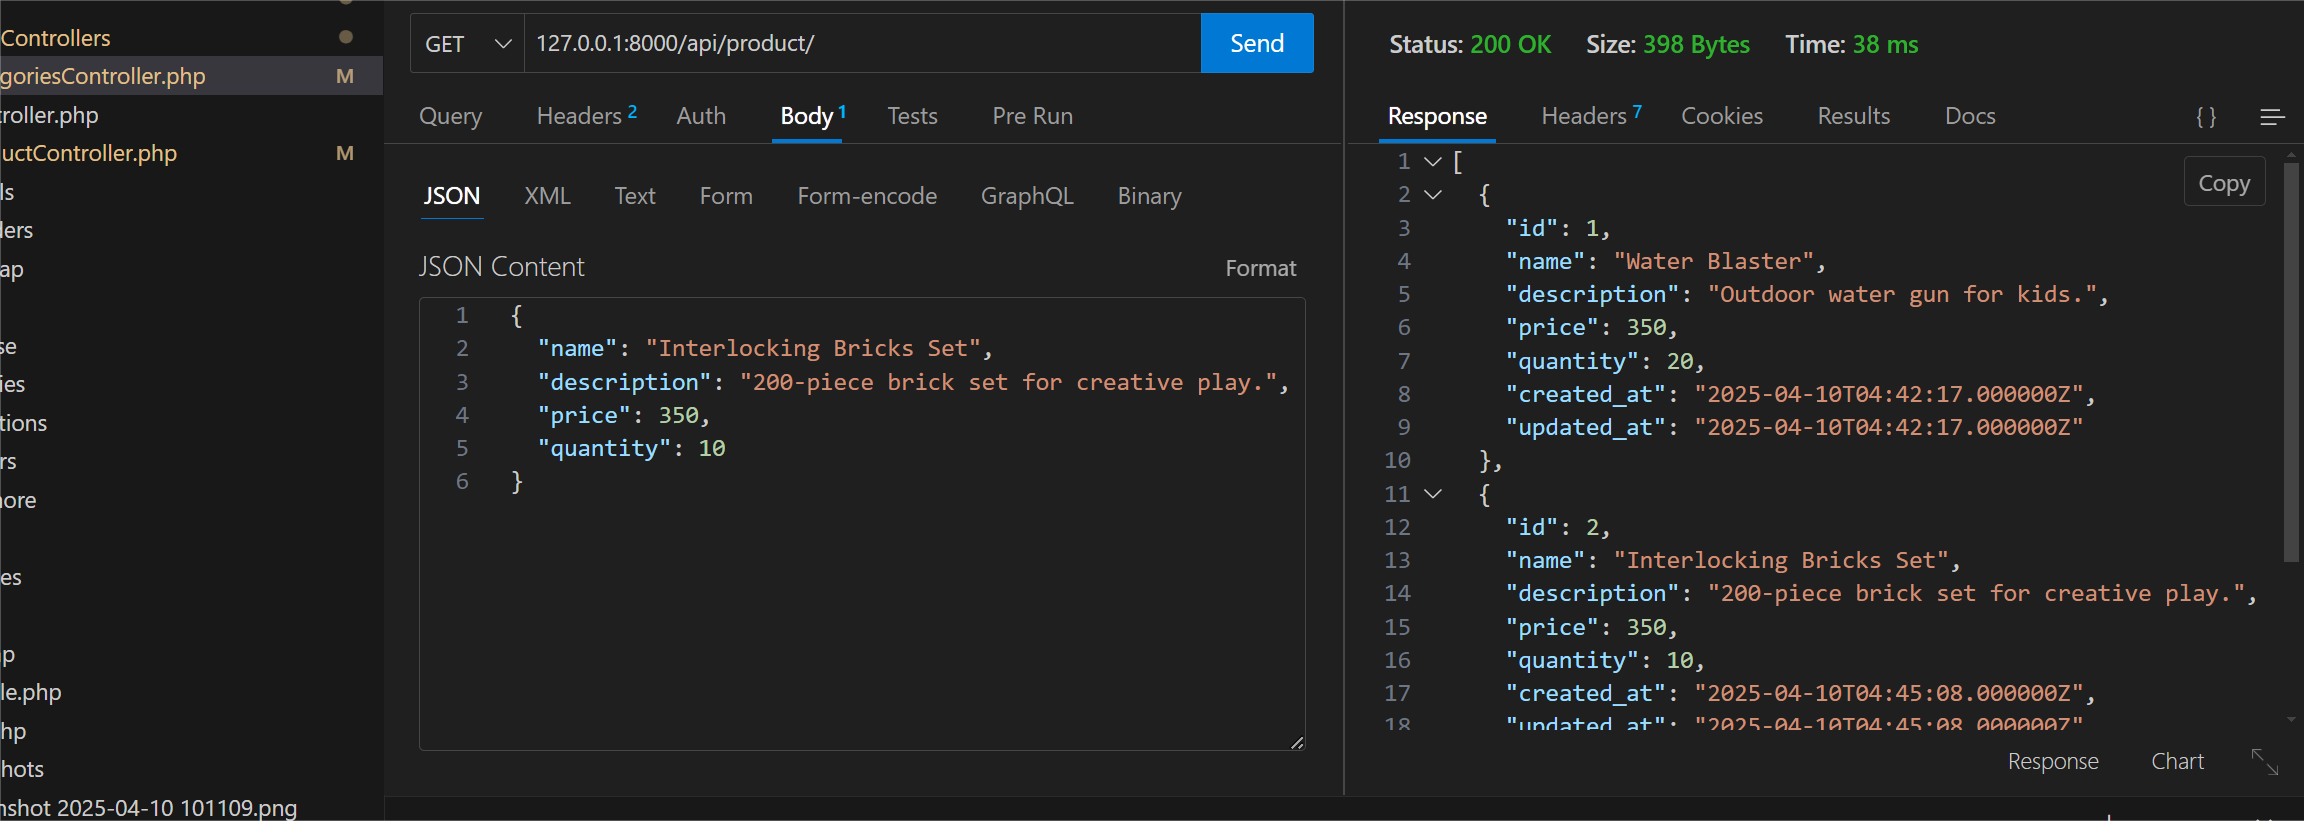 Controllers
goriesController.php M
roller.php
uctController.php M
ls
ders
ap
se
ies
tions
rs
ore
es
p
le.php
hp
hots
nshot 2025-04-10 101109.png
GET 127.0.0.1:8000/api/product/ Send
Query Headers 2 Auth Body 1 Tests Pre Run
JSON XML Text Form Form-encode GraphQL Binary
JSON Content Format
1 {
2 "name": "Interlocking Bricks Set",
3 "description": "200-piece brick set for creative play.",
4 "price": 350,
5 "quantity": 10
6 }
Status: 200 OK Size: 398 Bytes Time: 38 ms
Response Headers 7 Cookies Results Docs { }
Copy
1 [
2 {
3 "id": 1,
4 "name": "Water Blaster",
5 "description": "Outdoor water gun for kids.",
6 "price": 350,
7 "quantity": 20,
8 "created_at": "2025-04-10T04:42:17.000000Z",
9 "updated_at": "2025-04-10T04:42:17.000000Z"
10 },
11 {
12 "id": 2,
13 "name": "Interlocking Bricks Set",
14 "description": "200-piece brick set for creative play.",
15 "price": 350,
16 "quantity": 10,
17 "created_at": "2025-04-10T04:45:08.000000Z",
18 "updated_at": "2025-04-10T04:45:08.000000Z"
Response Chart